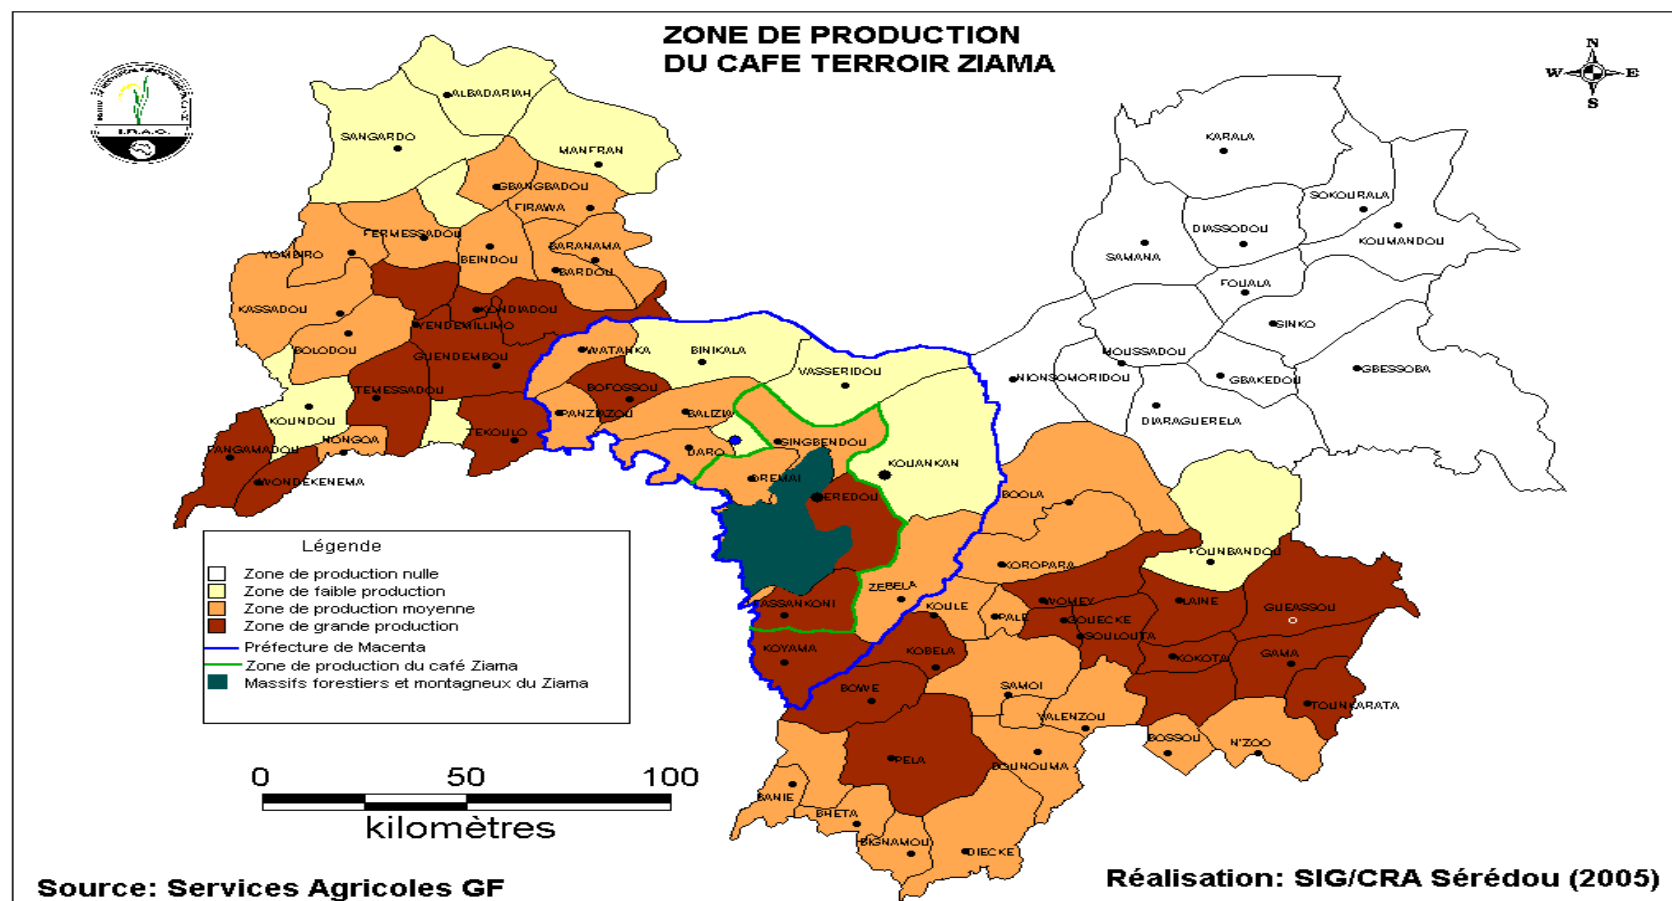 ZONE DE PRODUCTION
DU CAFE TERROIR ZIAMA
N
W E
S
I.R.A.G.
ALBADARIAH
SANGARDO
MANFRAN
GBANGBADOU
FIRAWA
FERMESSADOU
YOMBIRO
BEINDOU
BARANAMA
BARDOU
KASSADOU
KONDIADOU
YENDEMILLIMO
BOLODOU
GUENDEMBOU
TEMESSADOU
KOUNDOU
NONGOA
TEKOULO
FANGAMADOU
WONDEKENEMA
WATANKA
BINIKALA
VASSERIDOU
BOFOSSOU
PANZIAZOU
BALIZIA
DARO
SINGBENDOU
OREMAI
KOUANKAN
EREDOU
ZEBELA
ASSANKONI
KOYAMA
KARALA
SOKOURALA
DIASSODOU
KOUMANDOU
SAMANA
FOUALA
SINKO
MOUSSADOU
NIONSOMORIDOU
GBAKEDOU
GBESSOBA
DIARAGUERELA
BOOLA
KOROPARA
FOUNBANDOU
KOULE
PALE
WOMEY
GOUECKE
SOULOUTA
LAINE
GUEASSOU
KOBELA
KOKOTA
GAMA
BOWE
SAMOI
TOUNKARATA
YALENZOU
BOSSOU
N'ZOO
PELA
BOUNOUMA
BANIE
BHETA
BIGNAMOU
DIECKE
Légende
Zone de production nulle
Zone de faible production
Zone de production moyenne
Zone de grande production
Préfecture de Macenta
Zone de production du café Ziama
Massifs forestiers et montagneux du Ziama
0 50 100
kilomètres
Source: Services Agricoles GF
Réalisation: SIG/CRA Sérédou (2005)